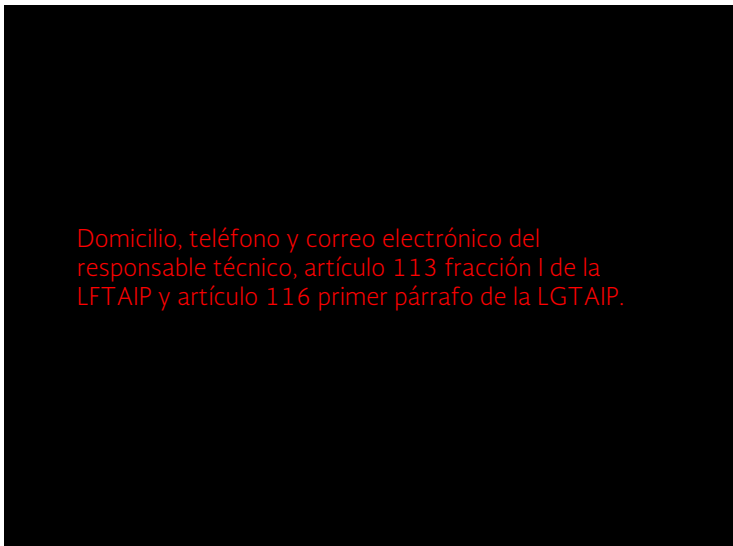 Domicilio, teléfono y correo electrónico del
responsable técnico, artículo 113 fracción I de la
LFTAIP y artículo 116 primer párrafo de la LGTAIP.